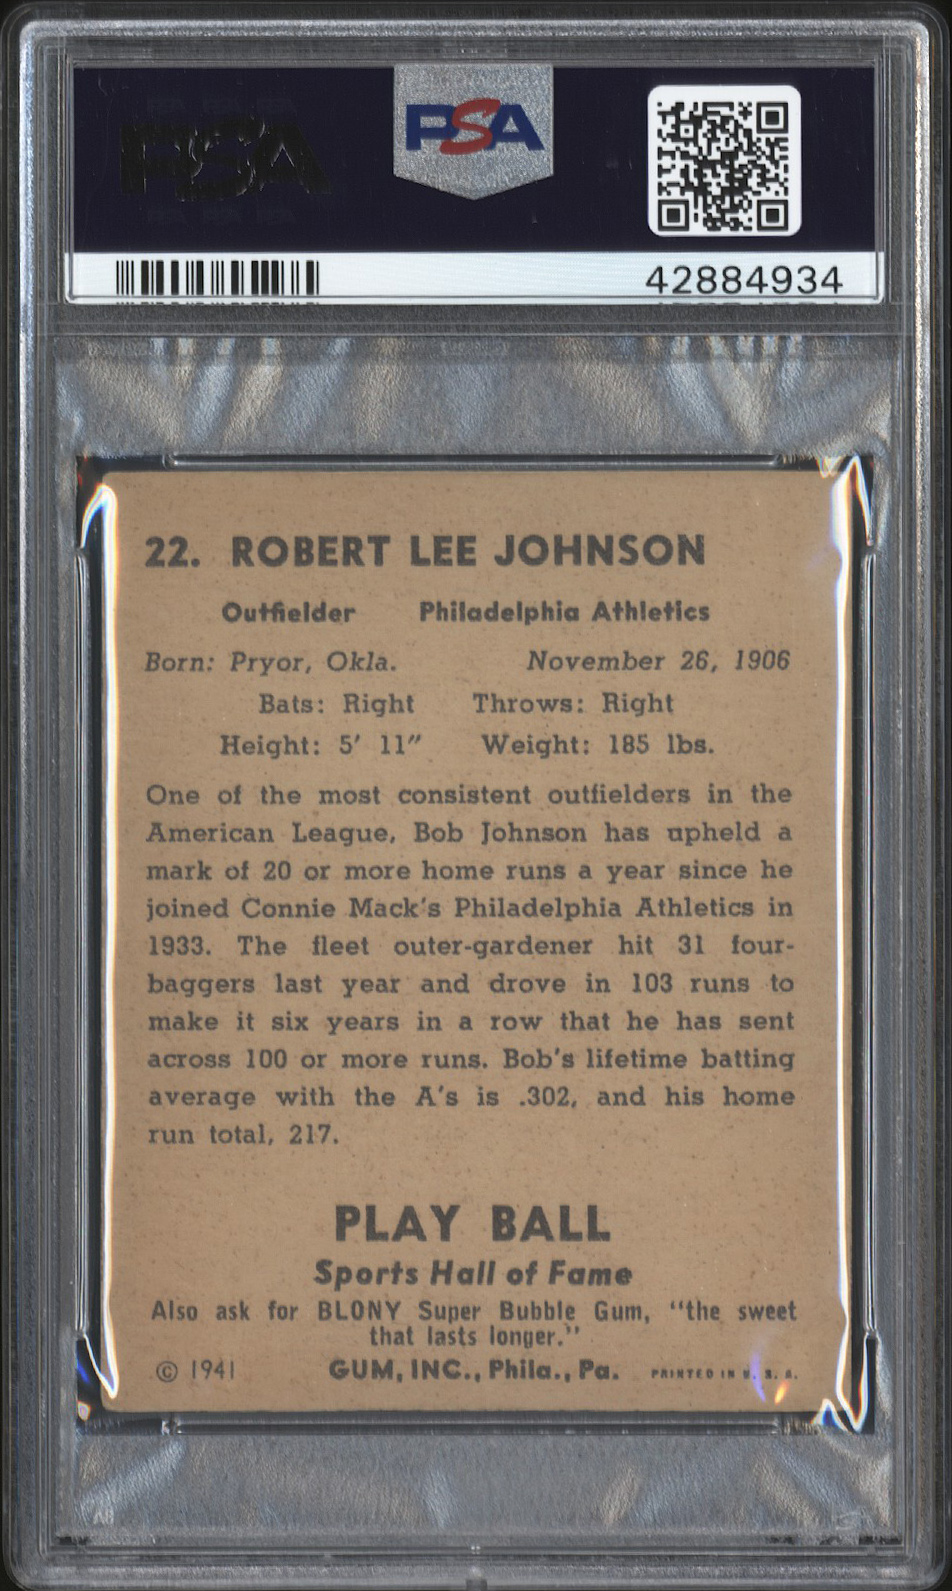 PSA
42884934
22. ROBERT LEE JOHNSON
Outfielder Philadelphia Athletics
Born: Pryor, Okla. November 26, 1906
Bats: Right Throws: Right
Height: 5' 11" Weight: 185 lbs.
One of the most consistent outfielders in the
American League, Bob Johnson has upheld a
mark of 20 or more home runs a year since he
joined Connie Mack's Philadelphia Athletics in
1933. The fleet outer-gardener hit 31 four-
baggers last year and drove in 103 runs to
make it six years in a row that he has sent
across 100 or more runs. Bob's lifetime batting
average with the A's is .302, and his home
run total, 217.
PLAY BALL
Sports Hall of Fame
Also ask for BLONY Super Bubble Gum, "the sweet
that lasts longer."
© 1941 GUM, INC., Phila., Pa. PRINTED IN U. S. A.